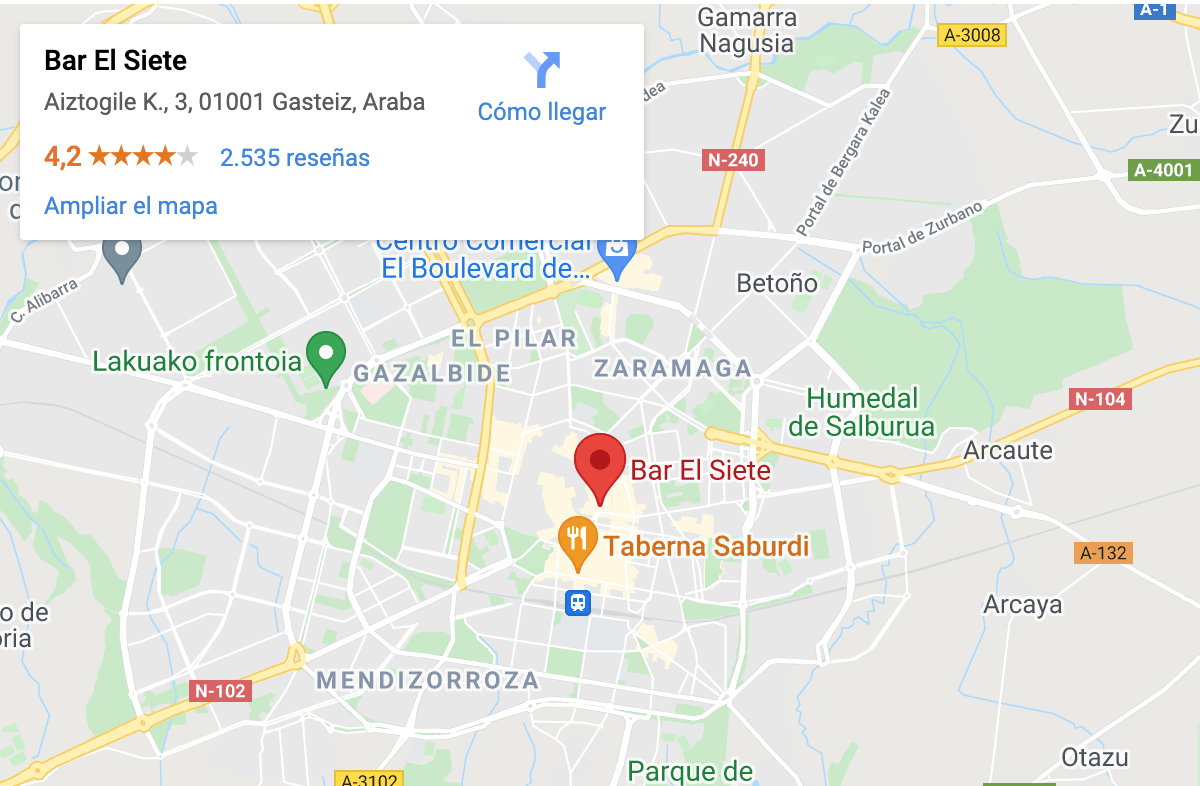 Bar El Siete
Aiztogile K., 3, 01001 Gasteiz, Araba
Cómo llegar
4,2
2.535 reseñas
Ampliar el mapa
Gamarra
Nagusia
A-1
A-3008
Zu
N-240
Portal de Bergara Kalea
A-4001
Portal de Zurbano
Centro Comercial
El Boulevard de...
Betoño
C. Alibarra
EL PILAR
Lakuako frontoia
GAZALBIDE
ZARAMAGA
Humedal
de Salburua
N-104
Arcaute
Bar El Siete
Taberna Saburdi
A-132
Arcaya
o de
oria
MENDIZORROZA
N-102
Otazu
Parque de
A-3102